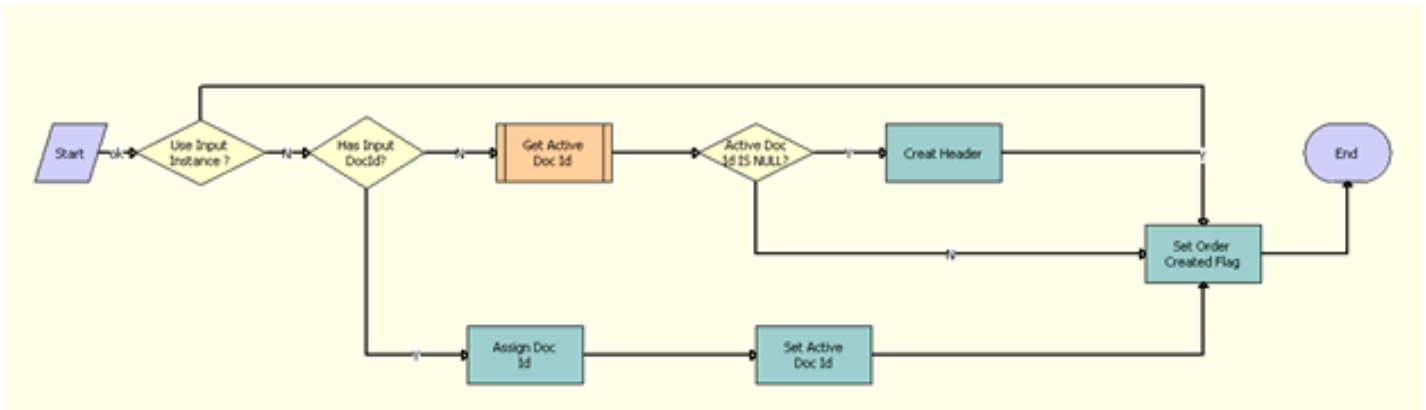 Start
ok
Use Input
Instance ?
N
Has Input
DocId?
N
Get Active
Doc Id
Active Doc
Id IS NULL?
Y
Creat Header
Y
End
Set Order
Created Flag
N
Y
Assign Doc
Id
Set Active
Doc Id